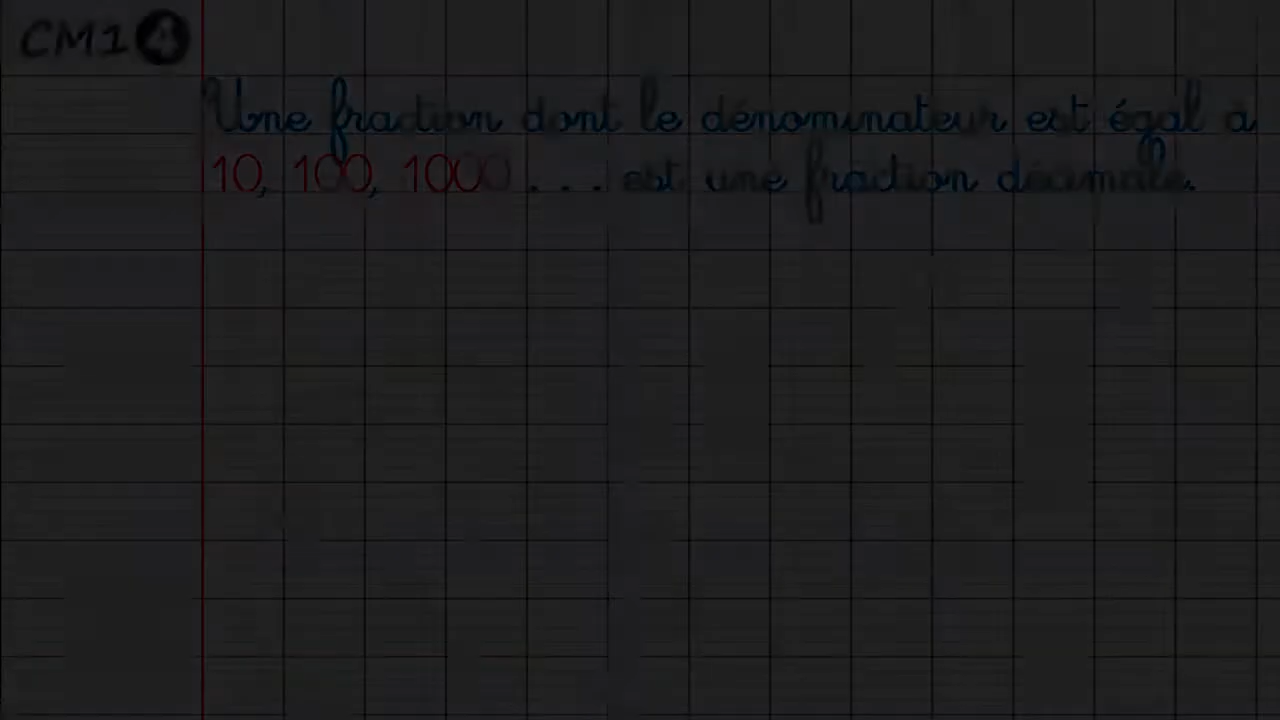 CM1 4
Une fraction dont le dénominateur est égal à
10, 100, 1000 ... est une fraction décimale.